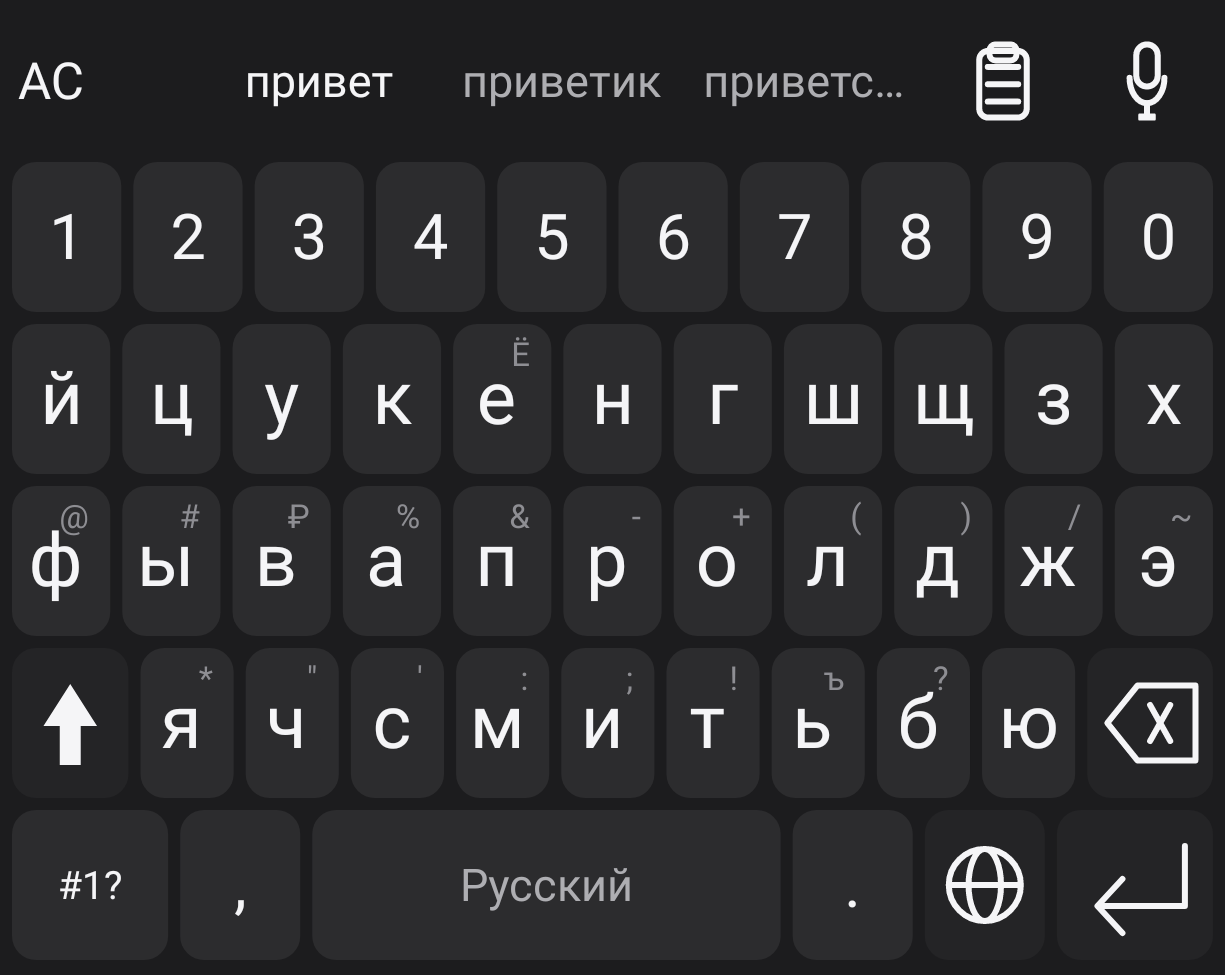 AC привет приветик приветс...
1 2 3 4 5 6 7 8 9 0
Ё
й ц у к е н г ш щ з х
@ # ₽ % & - + ( ) / ~
ф ы в а п р о л д ж э
* " ' : ; ! ъ ?
я ч с м и т ь б ю X
#1? , Русский .